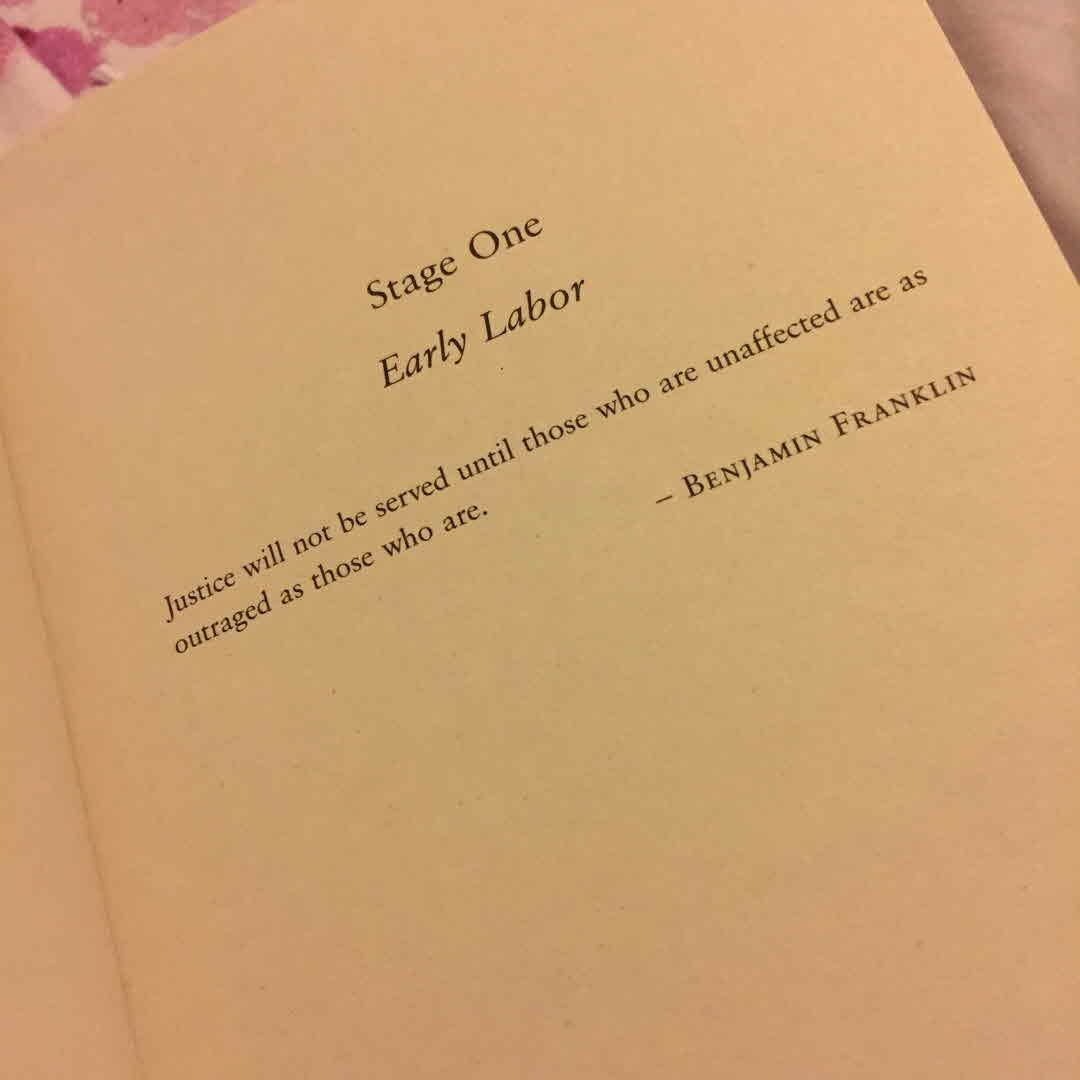 Stage One
Early Labor
Justice will not be served until those who are unaffected are as
outraged as those who are.
– BENJAMIN FRANKLIN